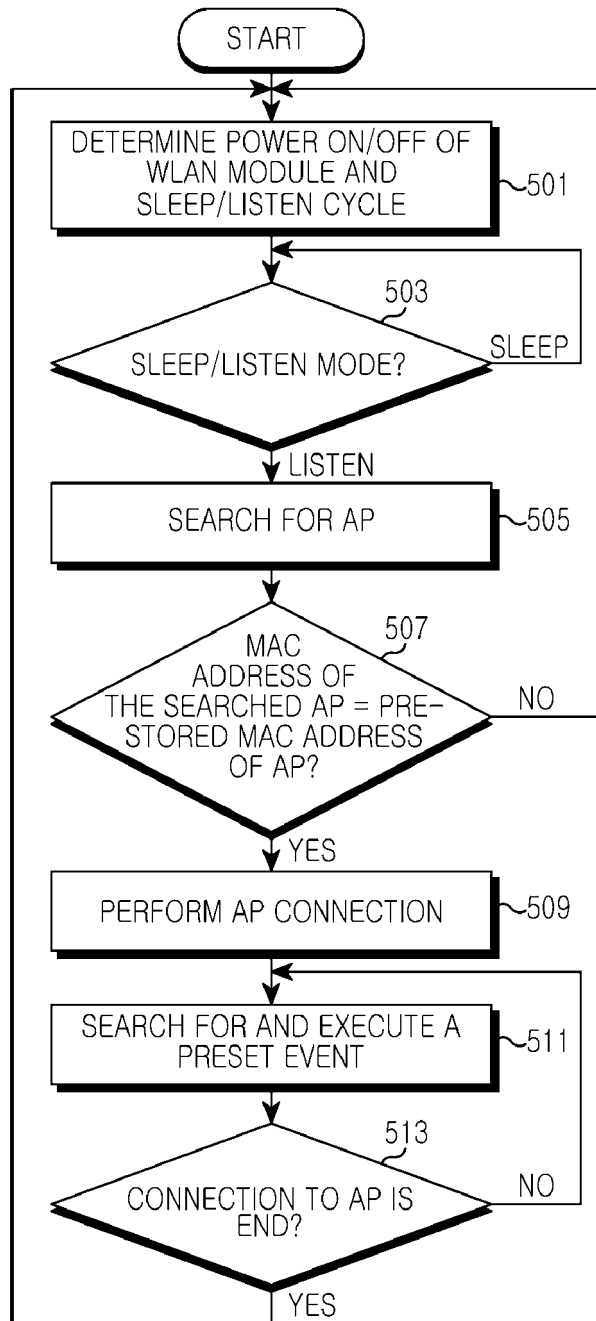 START
DETERMINE POWER ON/OFF OF
WLAN MODULE AND
SLEEP/LISTEN CYCLE
501
503
SLEEP/LISTEN MODE?
SLEEP
LISTEN
SEARCH FOR AP
505
507
MAC
ADDRESS OF
THE SEARCHED AP = PRE-
STORED MAC ADDRESS
OF AP?
NO
YES
PERFORM AP CONNECTION
509
SEARCH FOR AND EXECUTE A
PRESET EVENT
511
513
CONNECTION TO AP IS
END?
NO
YES